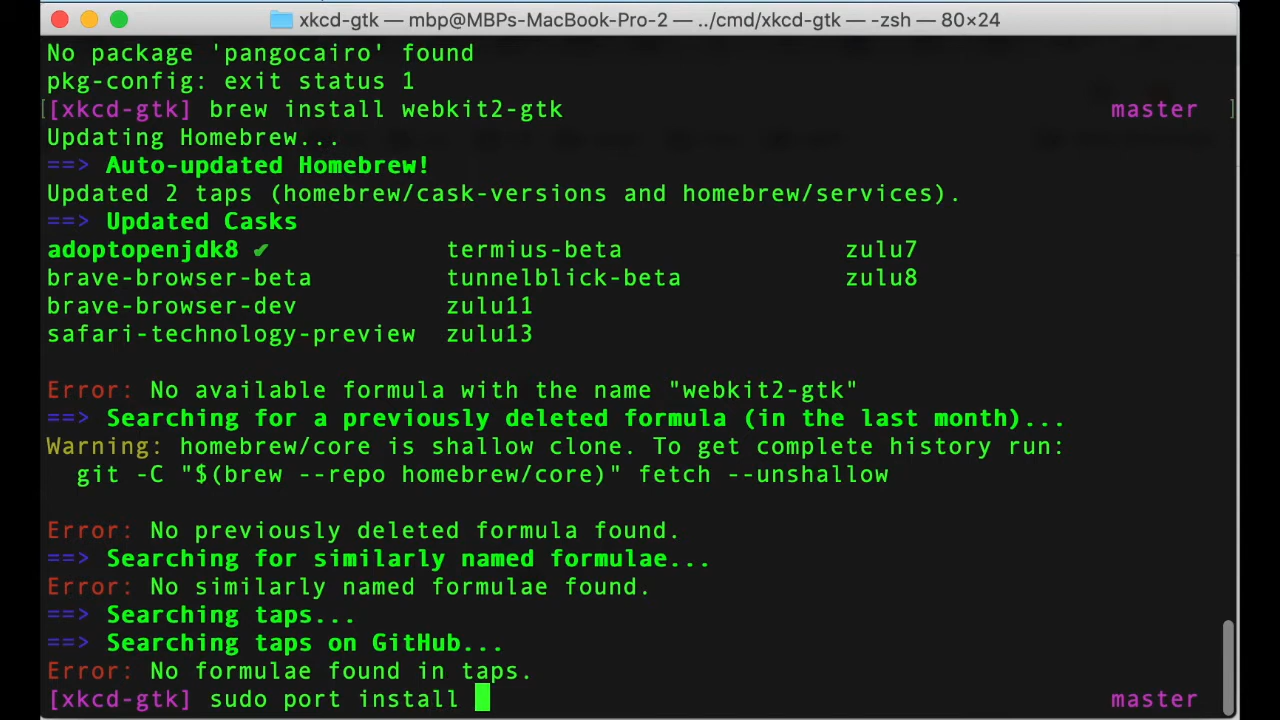 xkcd-gtk — mbp@MBPs-MacBook-Pro-2 — ../cmd/xkcd-gtk — -zsh — 80×24
No package 'pangocairo' found
pkg-config: exit status 1
[[xkcd-gtk] brew install webkit2-gtk master ]
Updating Homebrew...
==> Auto-updated Homebrew!
Updated 2 taps (homebrew/cask-versions and homebrew/services).
==> Updated Casks
adoptopenjdk8 ✔ termius-beta zulu7
brave-browser-beta tunnelblick-beta zulu8
brave-browser-dev zulu11
safari-technology-preview zulu13
Error: No available formula with the name "webkit2-gtk"
==> Searching for a previously deleted formula (in the last month)...
Warning: homebrew/core is shallow clone. To get complete history run:
git -C "$(brew --repo homebrew/core)" fetch --unshallow
Error: No previously deleted formula found.
==> Searching for similarly named formulae...
Error: No similarly named formulae found.
==> Searching taps...
==> Searching taps on GitHub...
Error: No formulae found in taps.
[xkcd-gtk] sudo port install master